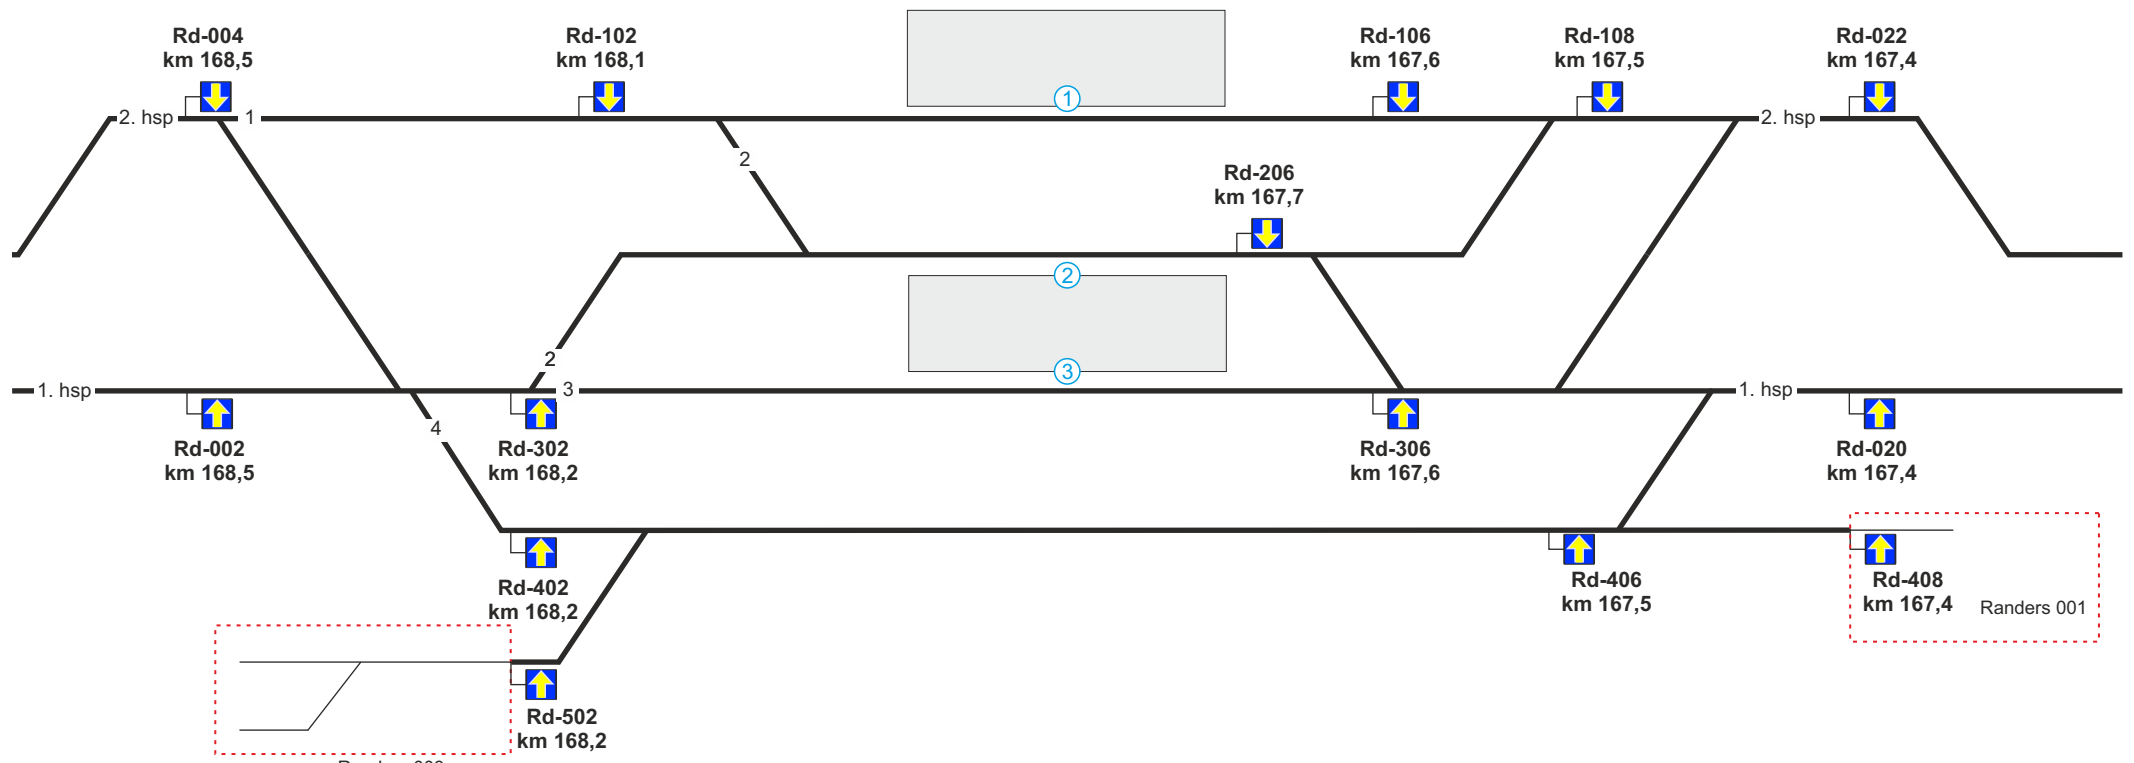 Rd-004
km 168,5
Rd-102
km 168,1
Rd-106
km 167,6
Rd-108
km 167,5
Rd-022
km 167,4
1
2. hsp
1
2. hsp
2
Rd-206
km 167,7
2
2
3
1. hsp
3
1. hsp
4
Rd-002
km 168,5
Rd-302
km 168,2
Rd-306
km 167,6
Rd-020
km 167,4
Rd-402
km 168,2
Rd-406
km 167,5
Rd-408
km 167,4
Randers 001
Rd-502
km 168,2